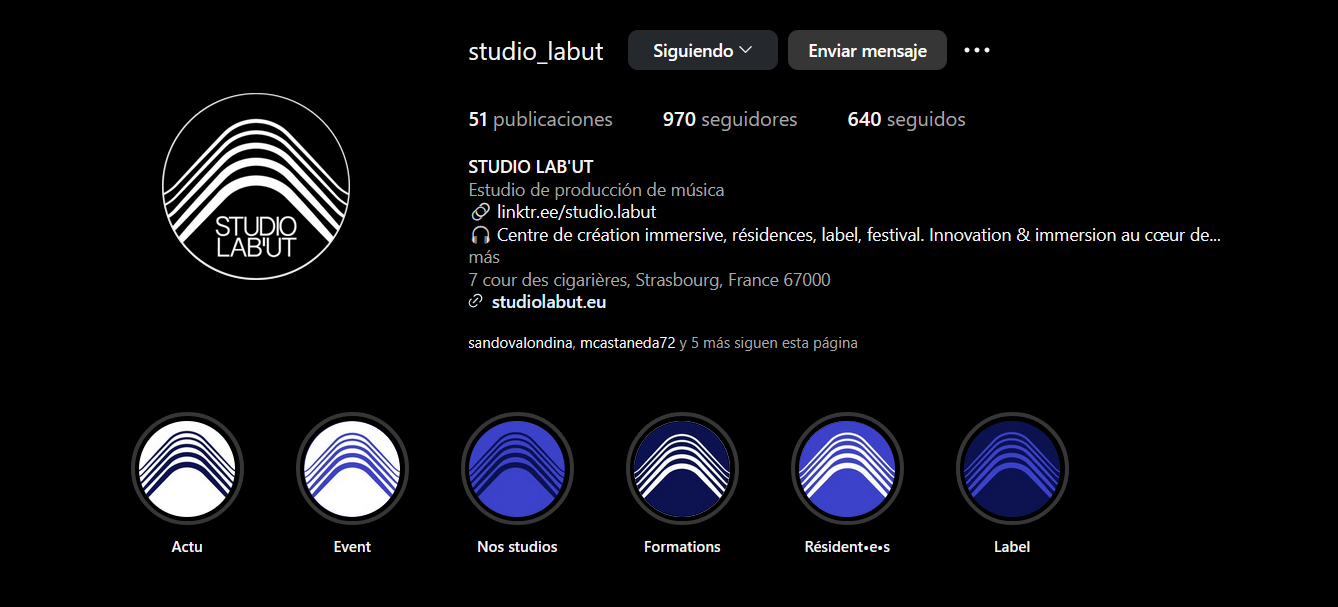 studio_labut Siguiendo Enviar mensaje
51 publicaciones 970 seguidores 640 seguidos
STUDIO LAB'UT
Estudio de producción de música
linktr.ee/studio.labut
🎧 Centre de création immersive, résidences, label, festival. Innovation & immersion au cœur de...
más
7 cour des cigarières, Strasbourg, France 67000
studiolabut.eu
sandovalondina, mcastaneda72 y 5 más siguen esta página
STUDIO
LAB'UT
Actu Event Nos studios Formations Résident•e•s Label